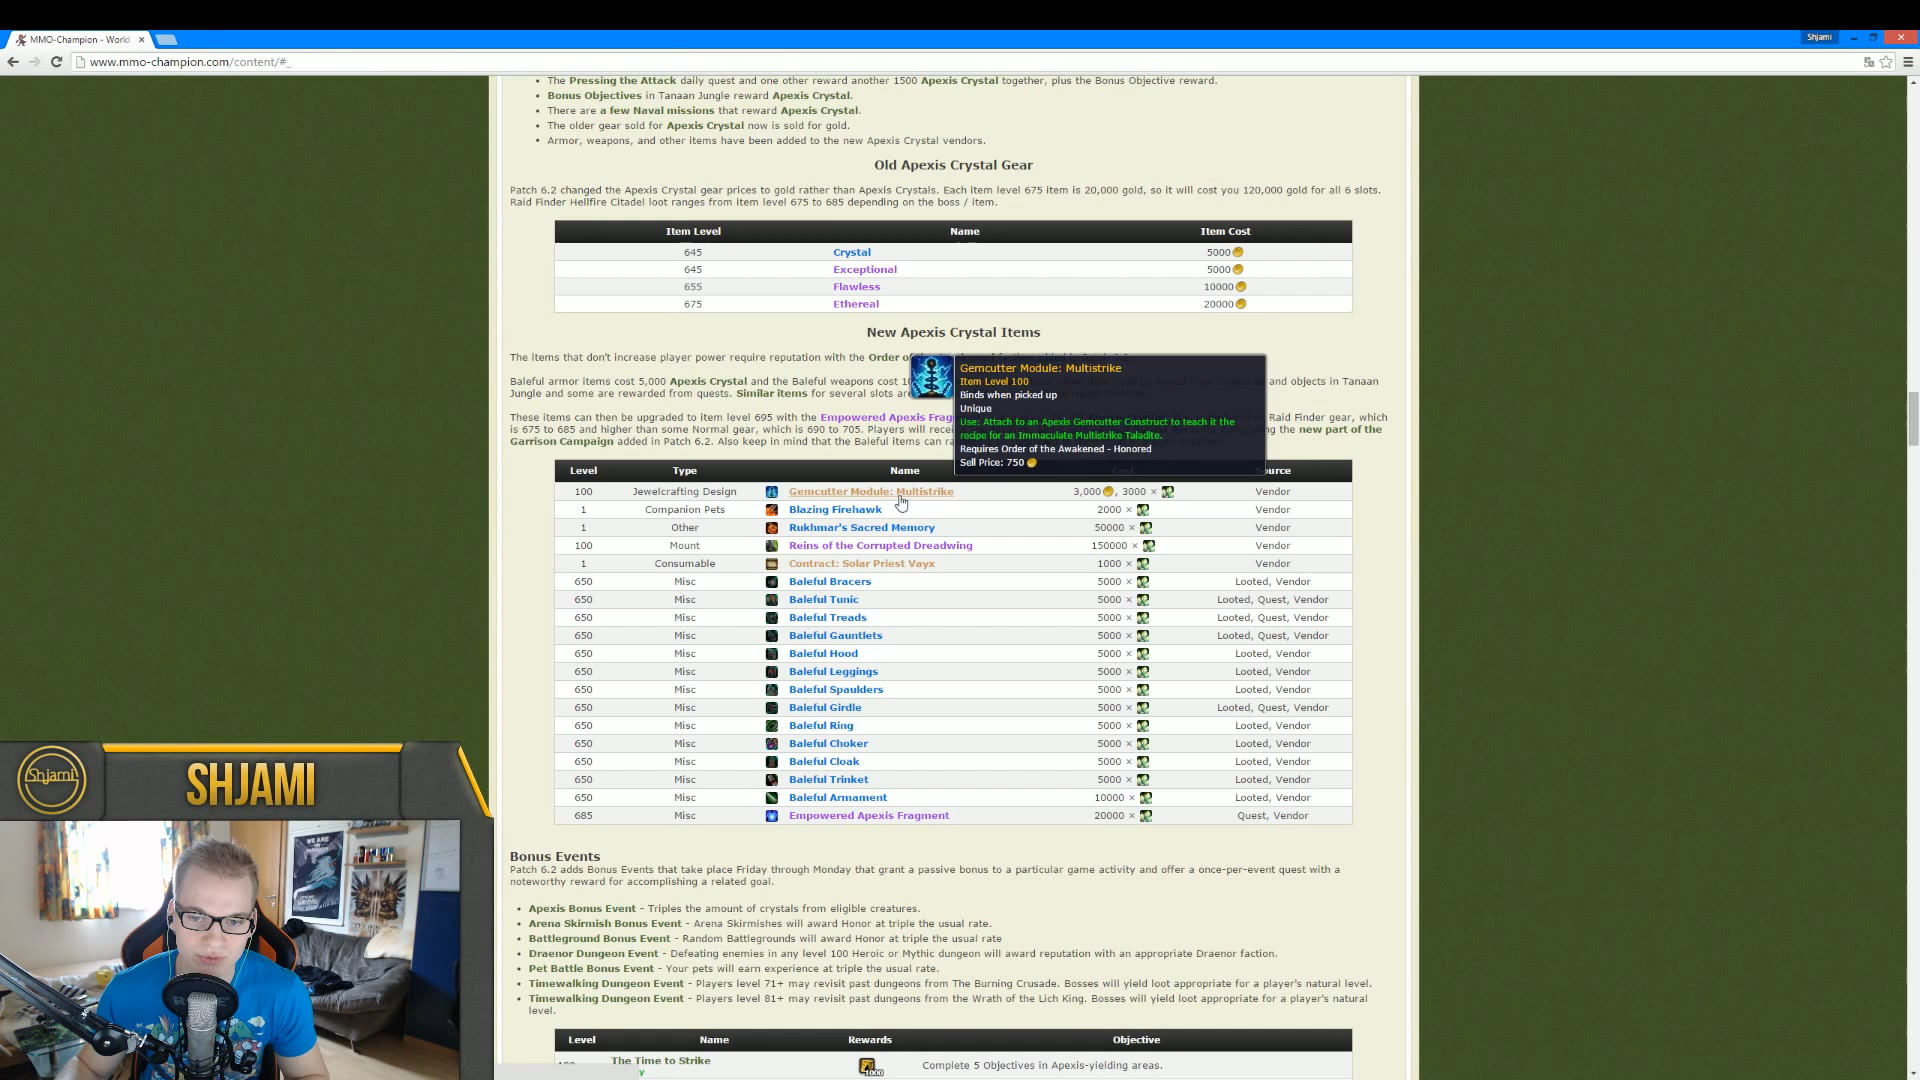 MMO-Champion - World
Shjami
www.mmo-champion.com/content/#_
• The Pressing the Attack daily quest and one other reward another 1500 Apexis Crystal together, plus the Bonus Objective reward.
• Bonus Objectives in Tanaan Jungle reward Apexis Crystal.
• There are a few Naval missions that reward Apexis Crystal.
• The older gear sold for Apexis Crystal now is sold for gold.
• Armor, weapons, and other items have been added to the new Apexis Crystal vendors.
Old Apexis Crystal Gear
Patch 6.2 changed the Apexis Crystal gear prices to gold rather than Apexis Crystals. Each item level 675 item is 20,000 gold, so it will cost you 120,000 gold for all 6 slots.
Raid Finder Hellfire Citadel loot ranges from item level 675 to 685 depending on the boss / item.
Item Level Name Item Cost
645 Crystal 5000
645 Exceptional 5000
655 Flawless 10000
675 Ethereal 20000
New Apexis Crystal Items
The items that don't increase player power require reputation with the Order of
Baleful armor items cost 5,000 Apexis Crystal and the Baleful weapons cost objects in Tanaan
Jungle and some are rewarded from quests. Similar items for several slots are
These items can then be upgraded to item level 695 with the Empowered Apexis Frag Raid Finder gear, which
is 675 to 685 and higher than some Normal gear, which is 690 to 705. Players will new part of the
Garrison Campaign added in Patch 6.2. Also keep in mind that the Baleful items can
Gemcutter Module: Multistrike
Item Level 100
Binds when picked up
Unique
Use: Attach to an Apexis Gemcutter Construct to teach it the
recipe for an Immaculate Multistrike Taladite.
Requires Order of the Awakened - Honored
Sell Price: 750
Level Type Name Cost Source
100 Jewelcrafting Design Gemcutter Module: Multistrike 3,000, 3000 × Vendor
1 Companion Pets Blazing Firehawk 2000 × Vendor
1 Other Rukhmar's Sacred Memory 50000 × Vendor
100 Mount Reins of the Corrupted Dreadwing 150000 × Vendor
1 Consumable Contract: Solar Priest Vayx 1000 × Vendor
650 Misc Baleful Bracers 5000 × Looted, Vendor
650 Misc Baleful Tunic 5000 × Looted, Quest, Vendor
650 Misc Baleful Treads 5000 × Looted, Quest, Vendor
650 Misc Baleful Gauntlets 5000 × Looted, Quest, Vendor
650 Misc Baleful Hood 5000 × Looted, Vendor
650 Misc Baleful Leggings 5000 × Looted, Vendor
650 Misc Baleful Spaulders 5000 × Looted, Vendor
650 Misc Baleful Girdle 5000 × Looted, Quest, Vendor
650 Misc Baleful Ring 5000 × Looted, Vendor
650 Misc Baleful Choker 5000 × Looted, Vendor
650 Misc Baleful Cloak 5000 × Looted, Vendor
650 Misc Baleful Trinket 5000 × Looted, Vendor
650 Misc Baleful Armament 10000 × Looted, Vendor
685 Misc Empowered Apexis Fragment 20000 × Quest, Vendor
Bonus Events
Patch 6.2 adds Bonus Events that take place Friday through Monday that grant a passive bonus to a particular game activity and offer a once-per-event quest with a
noteworthy reward for accomplishing a related goal.
• Apexis Bonus Event - Triples the amount of crystals from eligible creatures.
• Arena Skirmish Bonus Event - Arena Skirmishes will award Honor at triple the usual rate.
• Battleground Bonus Event - Random Battlegrounds will award Honor at triple the usual rate
• Draenor Dungeon Event - Defeating enemies in any level 100 Heroic or Mythic dungeon will award reputation with an appropriate Draenor faction.
• Pet Battle Bonus Event - Your pets will earn experience at triple the usual rate.
• Timewalking Dungeon Event - Players level 71+ may revisit past dungeons from The Burning Crusade. Bosses will yield loot appropriate for a player's natural level.
• Timewalking Dungeon Event - Players level 81+ may revisit past dungeons from the Wrath of the Lich King. Bosses will yield loot appropriate for a player's natural
level.
Level Name Rewards Objective
The Time to Strike 1000 Complete 5 Objectives in Apexis-yielding areas.
Shjami
SHJAMI
WE ARE